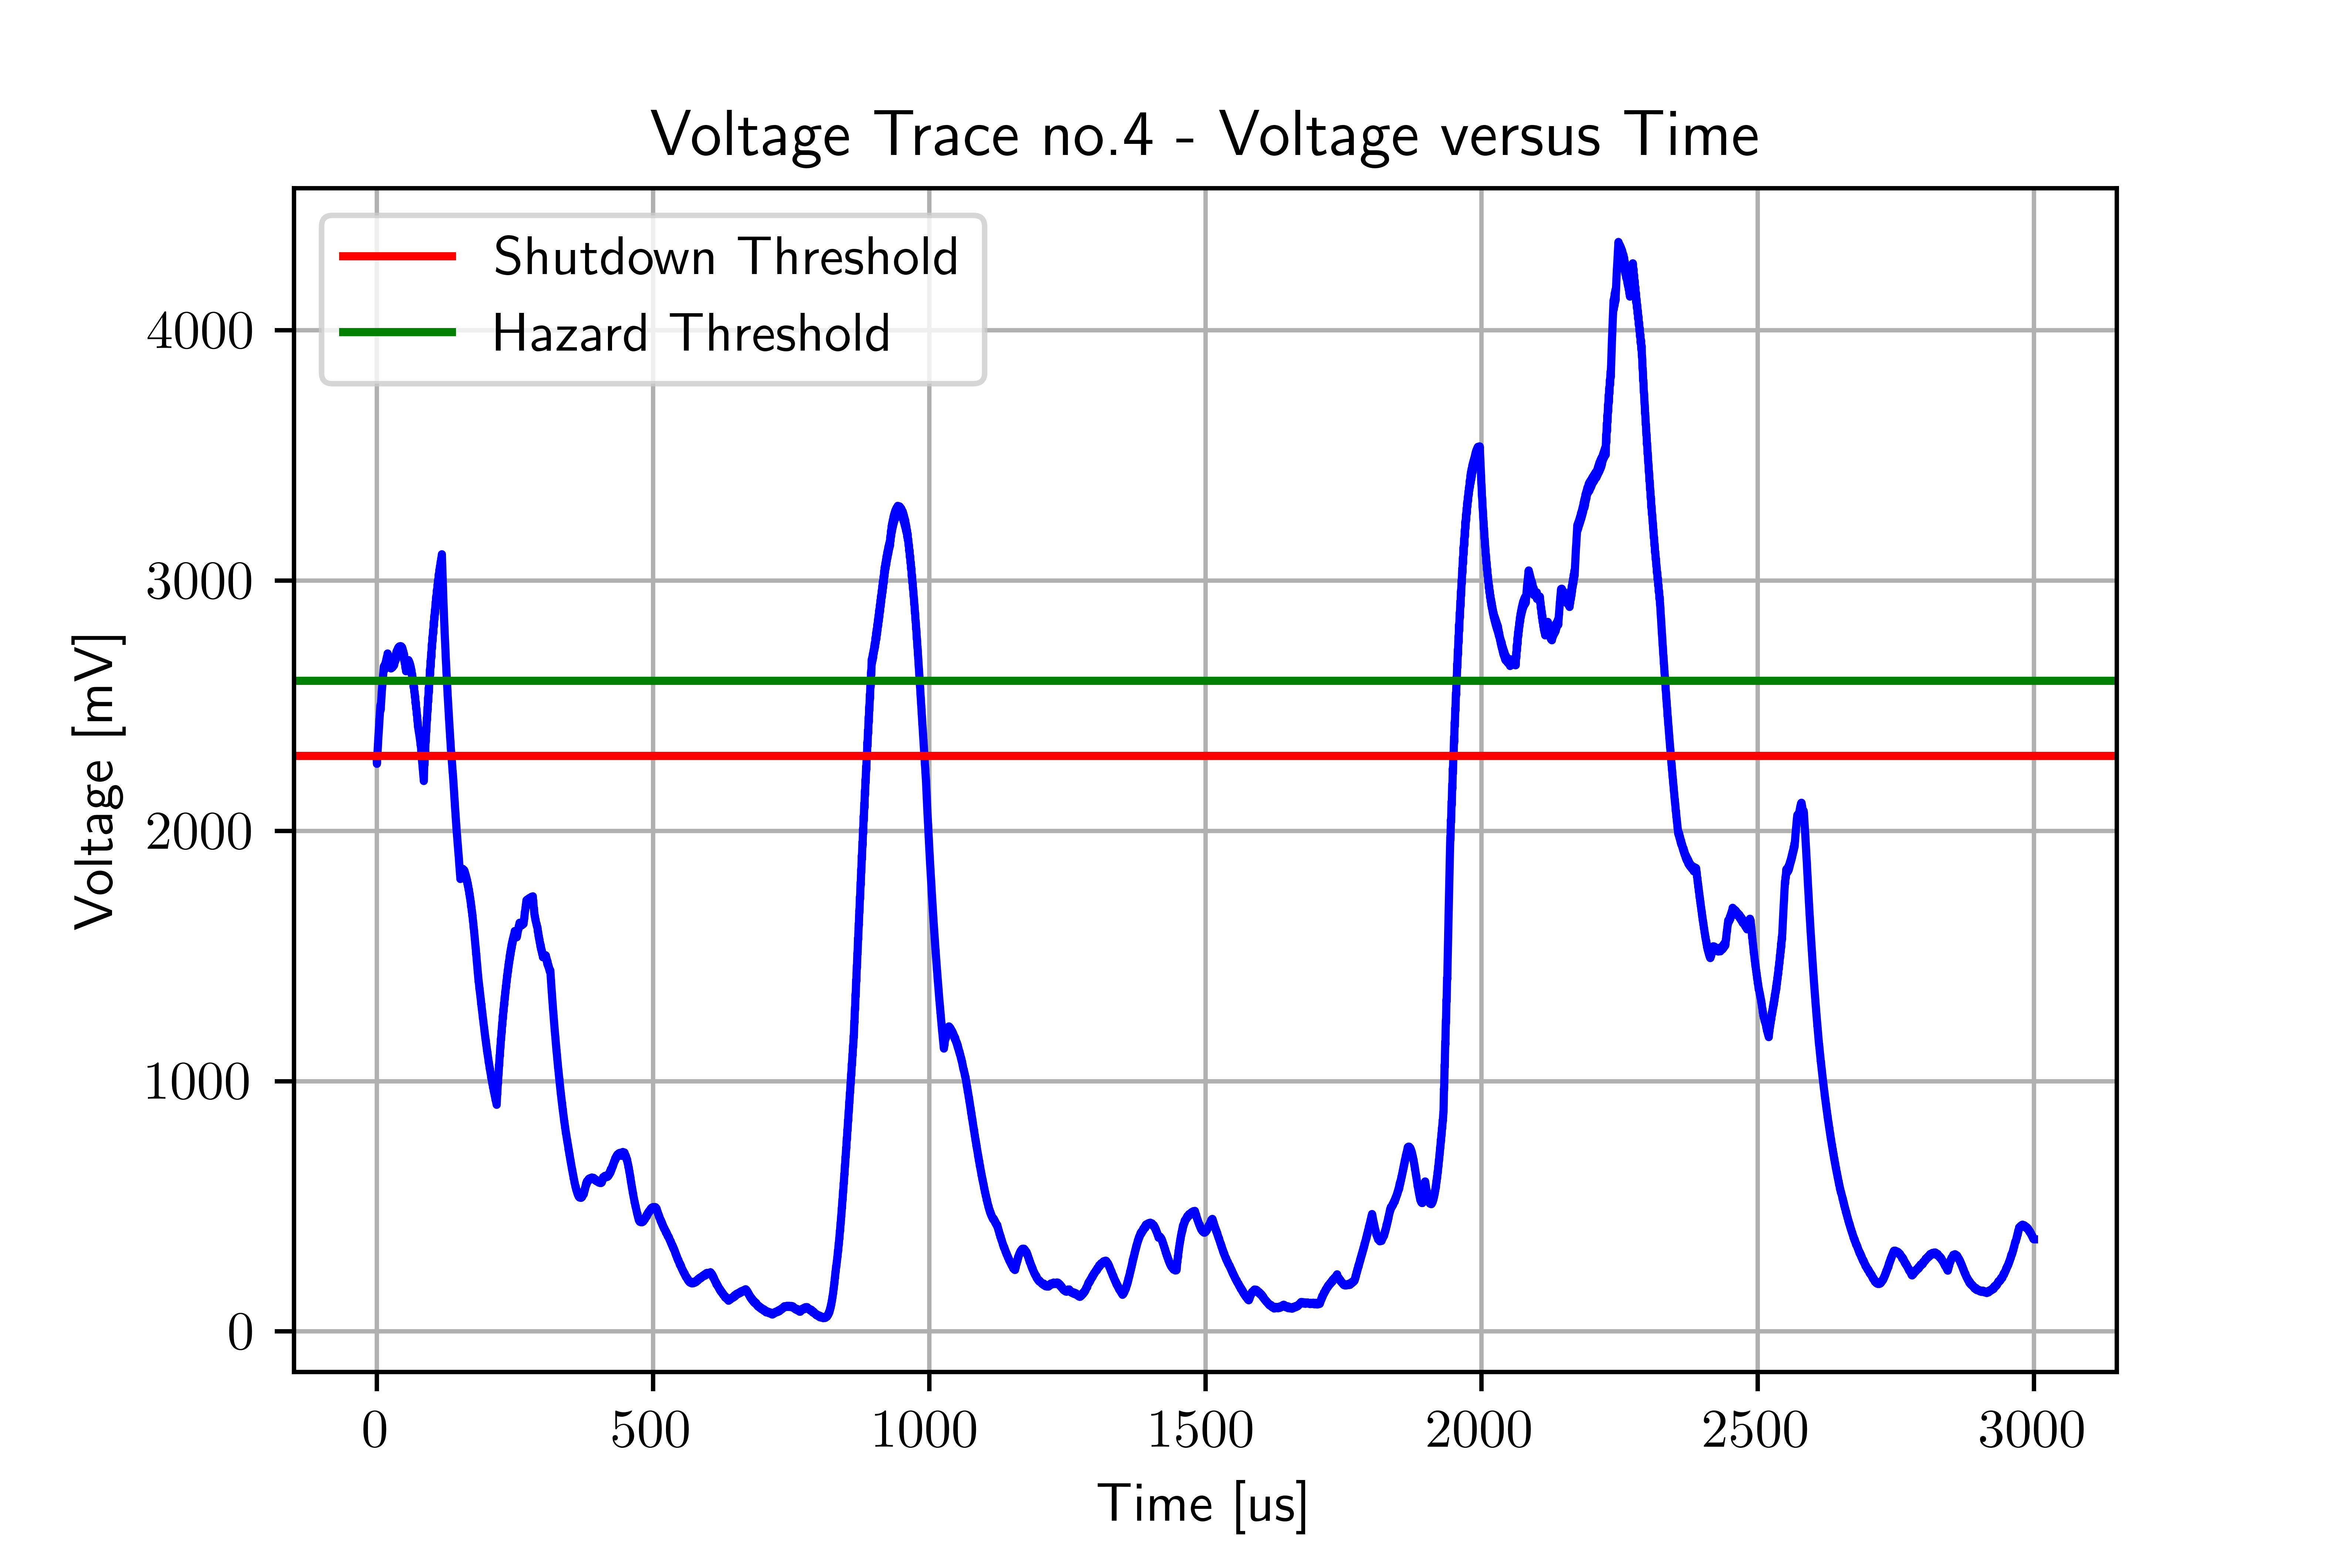 Voltage Trace no.4 - Voltage versus Time
Shutdown Threshold
Hazard Threshold
Voltage [mV]
4000
3000
2000
1000
0
0 500 1000 1500 2000 2500 3000
Time [us]